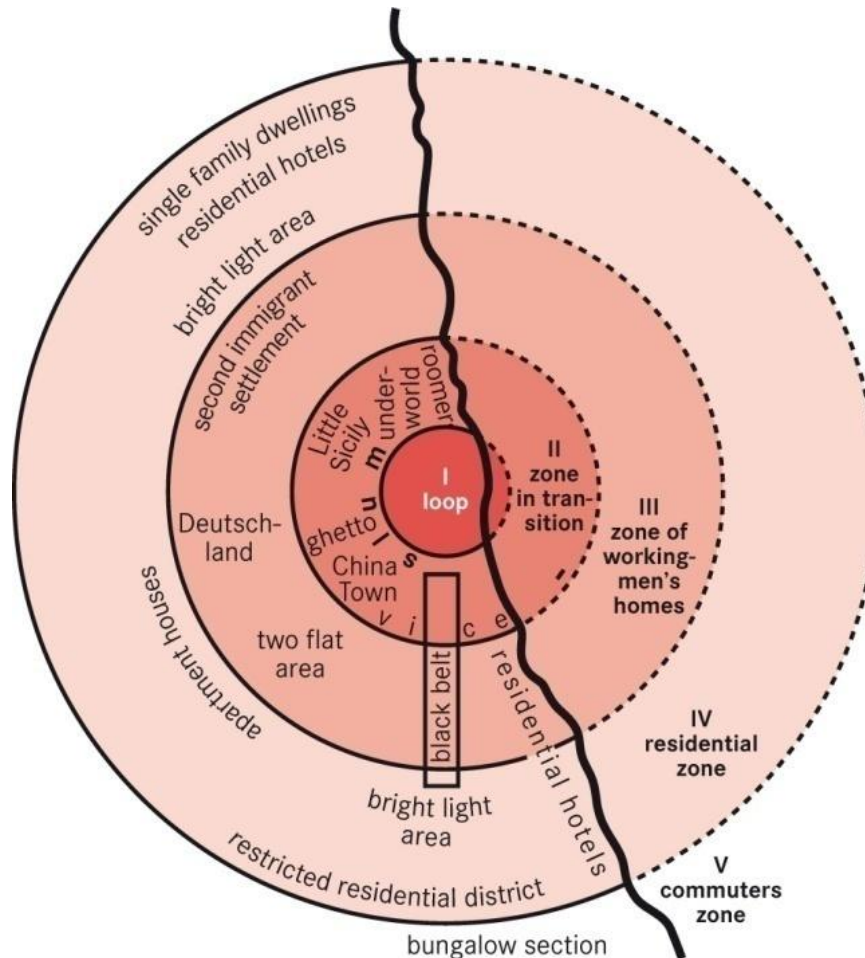 single family dwellings
residential hotels
bright light area
second immigrant
settlement
Little
Sicily
under-
world
roomer
slum
I
loop
II
zone
in tran-
sition
ghetto
China
Town
vice
Deutsch-
land
III
zone of
working-
men's
homes
two flat
area
black belt
apartment houses
residential hotels
IV
residential
zone
bright light
area
restricted residential district
V
commuters
zone
bungalow section